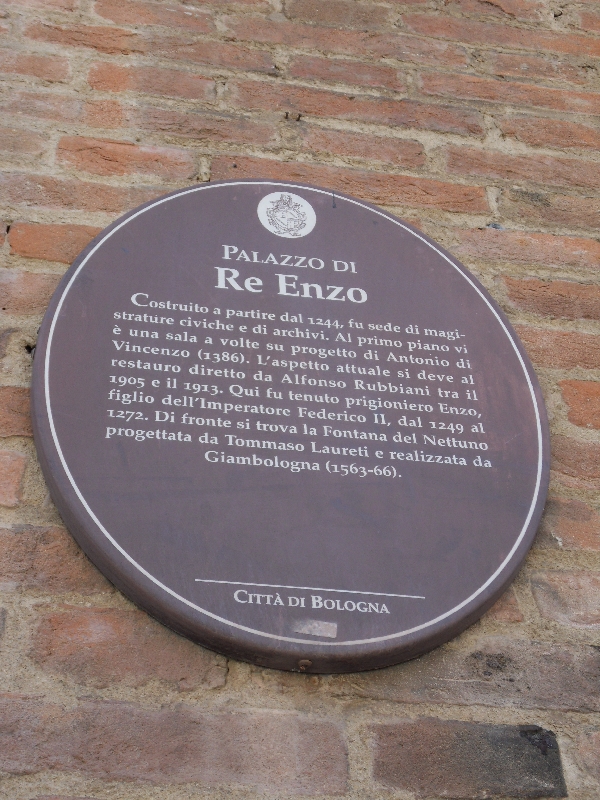 Palazzo di
Re Enzo
Costruito a partire dal 1244, fu sede di magi-
strature civiche e di archivi. Al primo piano vi
è una sala a volte su progetto di Antonio di
Vincenzo (1386). L'aspetto attuale si deve al
restauro diretto da Alfonso Rubbiani tra il
1905 e il 1913. Qui fu tenuto prigioniero Enzo,
figlio dell'Imperatore Federico II, dal 1249 al
1272. Di fronte si trova la Fontana del Nettuno
progettata da Tommaso Laureti e realizzata da
Giambologna (1563-66).
Città di Bologna